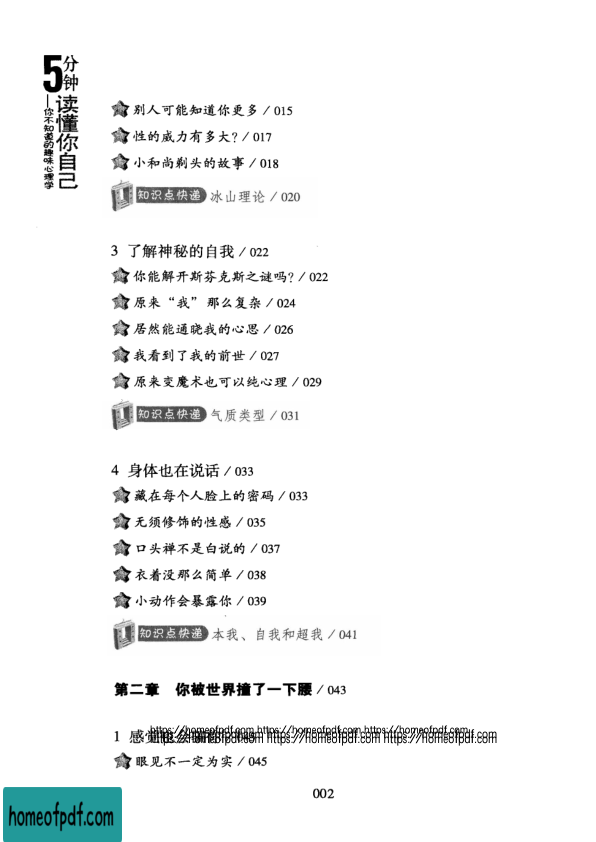 5分钟读懂你自己
——你不知道的趣味心理学
别人可能知道你更多 / 015
性的威力有多大? / 017
小和尚剃头的故事 / 018
知识点快递 冰山理论 / 020
3 了解神秘的自我 / 022
你能解开斯芬克斯之谜吗? / 022
原来“我”那么复杂 / 024
居然能通晓我的心思 / 026
我看到了我的前世 / 027
原来变魔术也可以纯心理 / 029
知识点快递 气质类型 / 031
4 身体也在说话 / 033
藏在每个人脸上的密码 / 033
无须修饰的性感 / 035
口头禅不是白说的 / 037
衣着没那么简单 / 038
小动作会暴露你 / 039
知识点快递 本我、自我和超我 / 041
第二章 你被世界撞了一下腰 / 043
https://homeofpdf.com https://homeofpdf.com https://homeofpdf.com
1 感觉
https://homeofpdf.com https://homeofpdf.com https://homeofpdf.com
眼见不一定为实 / 045
002
homeofpdf.com